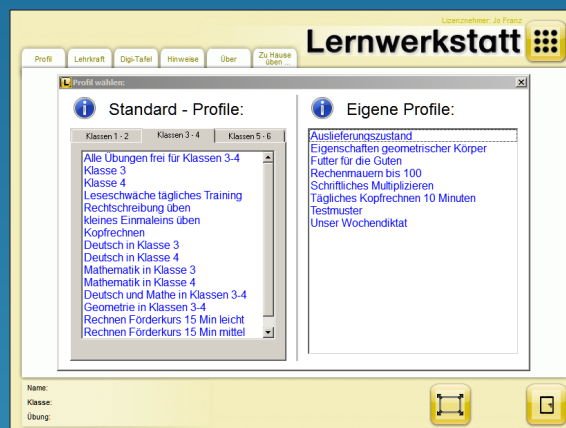 Lizenznehmer: Jo Franz
Lernwerkstatt
Profil
Lehrkraft
Digi-Tafel
Hinweise
Über
Zu Hause
üben ...
L Profil wählen:
Standard - Profile:
Klassen 1 - 2
Klassen 3 - 4
Klassen 5 - 6
Alle Übungen frei für Klassen 3-4
Klasse 3
Klasse 4
Leseschwäche tägliches Training
Rechtschreibung üben
kleines Einmaleins üben
Kopfrechnen
Deutsch in Klasse 3
Deutsch in Klasse 4
Mathematik in Klasse 3
Mathematik in Klasse 4
Deutsch und Mathe in Klassen 3-4
Geometrie in Klassen 3-4
Rechnen Förderkurs 15 Min leicht
Rechnen Förderkurs 15 Min mittel
Eigene Profile:
Auslieferungszustand
Eigenschaften geometrischer Körper
Futter für die Guten
Rechenmauern bis 100
Schriftliches Multiplizieren
Tägliches Kopfrechnen 10 Minuten
Testmuster
Unser Wochendiktat
Name:
Klasse:
Übung: